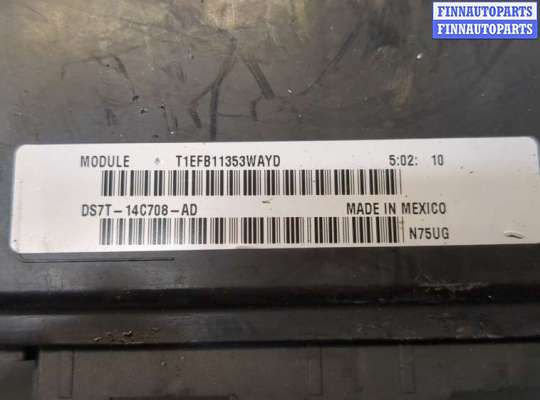 FINNAUTOPARTS
FINNAUTOPARTS
MODULE * T1EFB11353WAYD 5:02: 10
DS7T-14C708-AD MADE IN MEXICO
N75UG